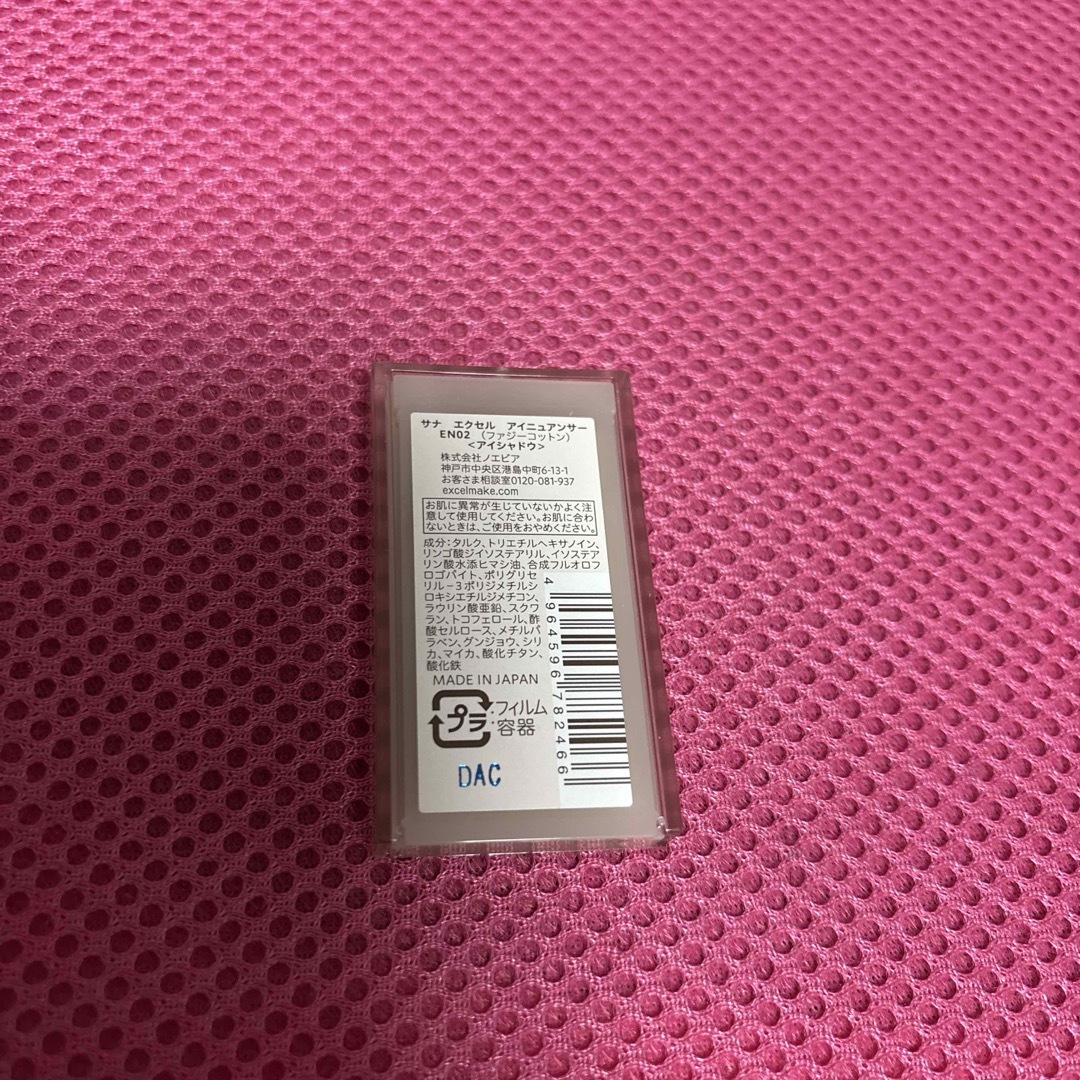 サナ エクセル アイニュアンサー
EN02 (ファジーコットン)
<アイシャドウ>
株式会社ノエビア
神戸市中央区港島中町6-13-1
お客さま相談室0120-081-937
excelmake.com
お肌に異常が生じていないかよく注
意して使用してください。お肌に合わ
ないときは、ご使用をおやめください。
成分:タルク、トリエチルヘキサノイン、
リンゴ酸ジイソステアリル、イソステア
リン酸水添ヒマシ油、合成フルオロフ
ロゴパイト、ポリグリセ
リル-3ポリジメチルシ
ロキシエチルジメチコン、
ラウリン酸亜鉛、スクワ
ラン、トコフェロール、酢
酸セルロース、メチルパ
ラベン、グンジョウ、シリ
カ、マイカ、酸化チタン、
酸化鉄
MADE IN JAPAN
プラ :フィルム
容器
DAC
4 964596 782466